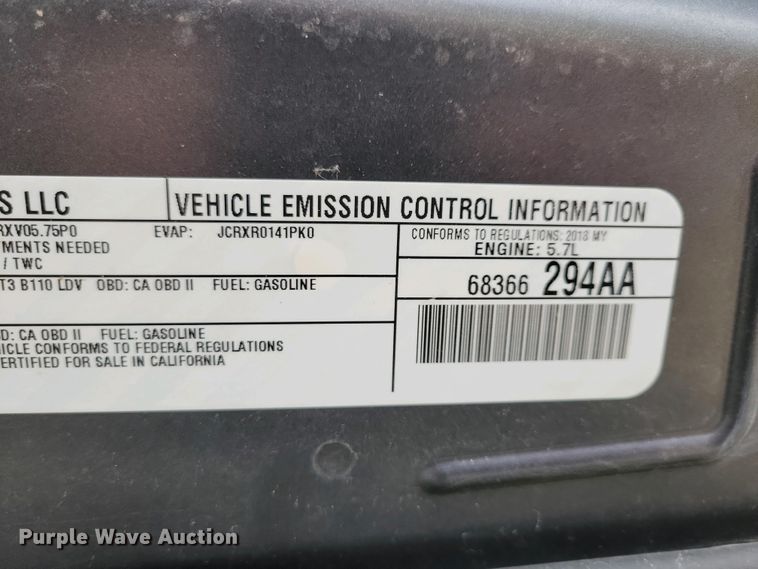 S LLC
VEHICLE EMISSION CONTROL INFORMATION
RXV05.75P0
EVAP: JCRXR0141PK0
CONFORMS TO REGULATIONS: 2018 MY
MENTS NEEDED
ENGINE: 5.7L
/ TWC
68366 294AA
T3 B110 LDV OBD: CA OBD II FUEL: GASOLINE
D: CA OBD II FUEL: GASOLINE
ICLE CONFORMS TO FEDERAL REGULATIONS
ERTIFIED FOR SALE IN CALIFORNIA
Purple Wave Auction